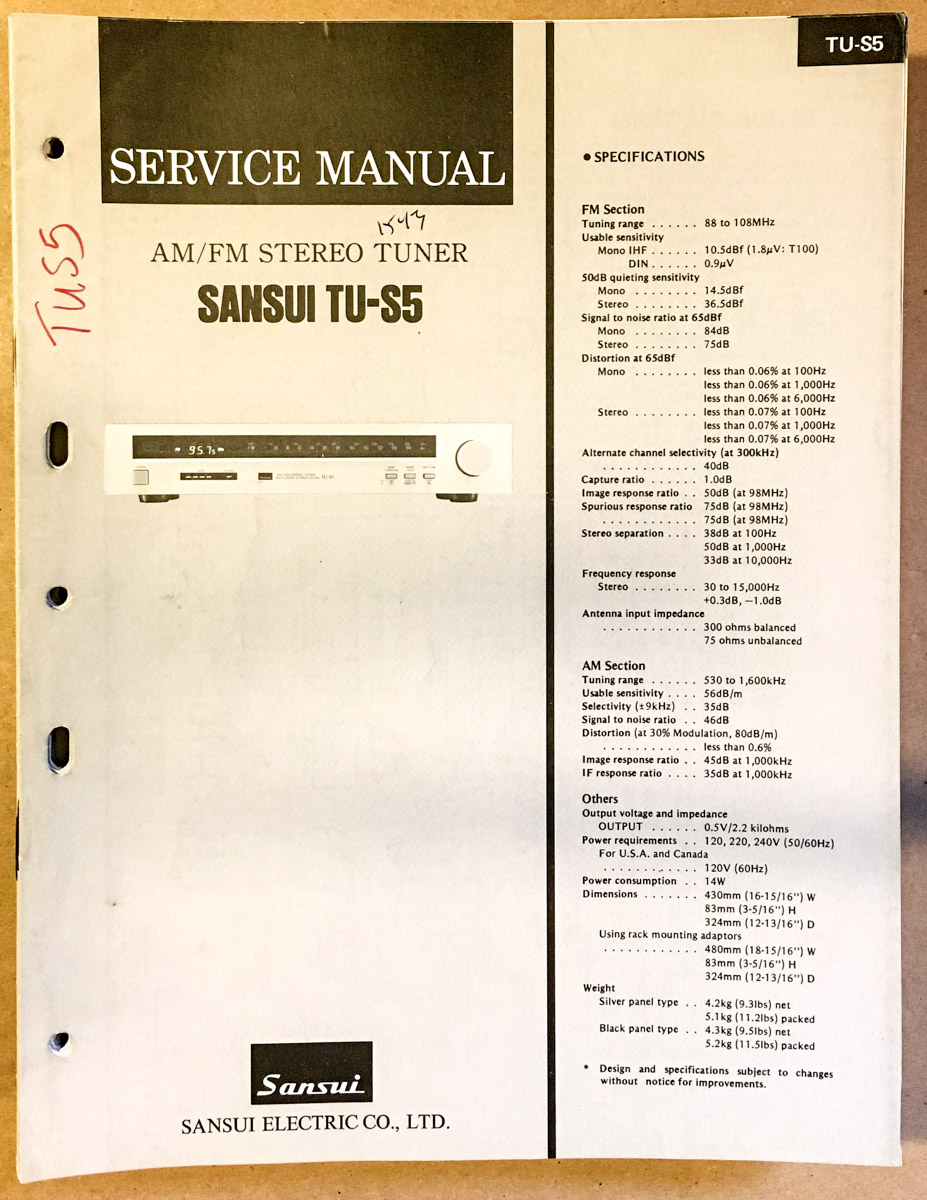 TU-S5
SERVICE MANUAL
1843
AM/FM STEREO TUNER
SANSUI TU-S5
TUS5
95.7
Sansui
SANSUI ELECTRIC CO., LTD.
● SPECIFICATIONS
FM Section
Tuning range . . . . . . 88 to 108MHz
Usable sensitivity
Mono IHF . . . . . . 10.5dBf (1.8μV: T100)
DIN . . . . . . 0.9μV
50dB quieting sensitivity
Mono . . . . . . . . 14.5dBf
Stereo . . . . . . . . 36.5dBf
Signal to noise ratio at 65dBf
Mono . . . . . . . . 84dB
Stereo . . . . . . . . 75dB
Distortion at 65dBf
Mono . . . . . . . . less than 0.06% at 100Hz
less than 0.06% at 1,000Hz
less than 0.06% at 6,000Hz
Stereo . . . . . . . . less than 0.07% at 100Hz
less than 0.07% at 1,000Hz
less than 0.07% at 6,000Hz
Alternate channel selectivity (at 300kHz)
. . . . . . . . . . . . 40dB
Capture ratio . . . . . . 1.0dB
Image response ratio . . 50dB (at 98MHz)
Spurious response ratio 75dB (at 98MHz)
. . . . . . . . . . . . 75dB (at 98MHz)
Stereo separation . . . . 38dB at 100Hz
50dB at 1,000Hz
33dB at 10,000Hz
Frequency response
Stereo . . . . . . . . 30 to 15,000Hz
+0.3dB, −1.0dB
Antenna input impedance
. . . . . . . . . . . . 300 ohms balanced
75 ohms unbalanced
AM Section
Tuning range . . . . . . 530 to 1,600kHz
Usable sensitivity . . . . 56dB/m
Selectivity (±9kHz) . . 35dB
Signal to noise ratio . . 46dB
Distortion (at 30% Modulation, 80dB/m)
. . . . . . . . . . . . less than 0.6%
Image response ratio . . 45dB at 1,000kHz
IF response ratio . . . . 35dB at 1,000kHz
Others
Output voltage and impedance
OUTPUT . . . . . . 0.5V/2.2 kilohms
Power requirements . . 120, 220, 240V (50/60Hz)
For U.S.A. and Canada
. . . . . . . . . . . . 120V (60Hz)
Power consumption . . 14W
Dimensions . . . . . . . 430mm (16-15/16") W
83mm (3-5/16") H
324mm (12-13/16") D
Using rack mounting adaptors
. . . . . . . . . . . . 480mm (18-15/16") W
83mm (3-5/16") H
324mm (12-13/16") D
Weight
Silver panel type . . 4.2kg (9.3lbs) net
5.1kg (11.2lbs) packed
Black panel type . . 4.3kg (9.5lbs) net
5.2kg (11.5lbs) packed
* Design and specifications subject to changes
without notice for improvements.